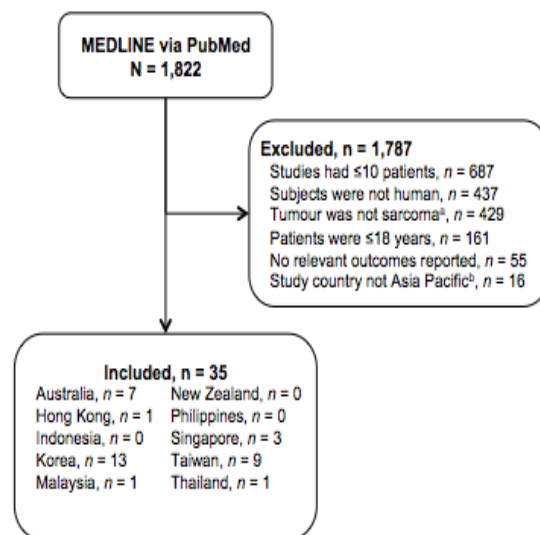 MEDLINE via PubMed
N = 1,822
Excluded, n = 1,787
Studies had ≤10 patients, n = 687
Subjects were not human, n = 437
Tumour was not sarcomaᵃ, n = 429
Patients were ≤18 years, n = 161
No relevant outcomes reported, n = 55
Study country not Asia Pacificᵇ, n = 16
Included, n = 35
Australia, n = 7 New Zealand, n = 0
Hong Kong, n = 1 Philippines, n = 0
Indonesia, n = 0 Singapore, n = 3
Korea, n = 13 Taiwan, n = 9
Malaysia, n = 1 Thailand, n = 1